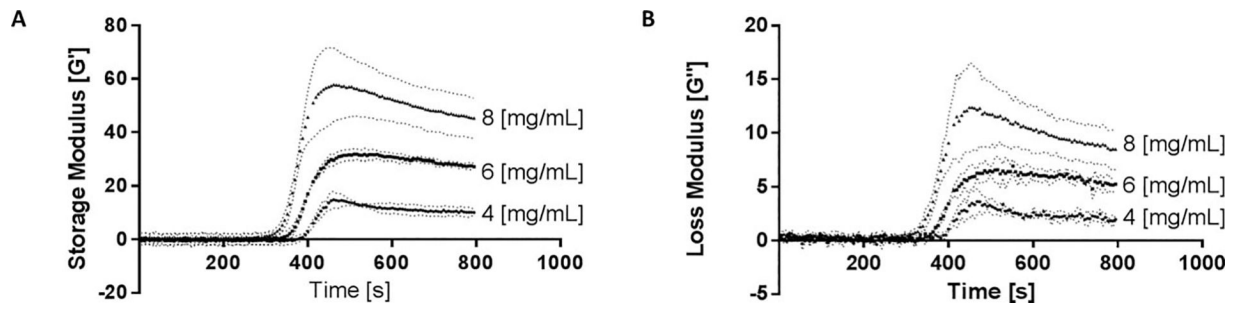 A
Storage Modulus [G']
80
60
40
20
0
-20
200
400
600
800
1000
Time [s]
8 [mg/mL]
6 [mg/mL]
4 [mg/mL]
B
Loss Modulus [G"]
20
15
10
5
0
-5
200
400
600
800
1000
Time [s]
8 [mg/mL]
6 [mg/mL]
4 [mg/mL]